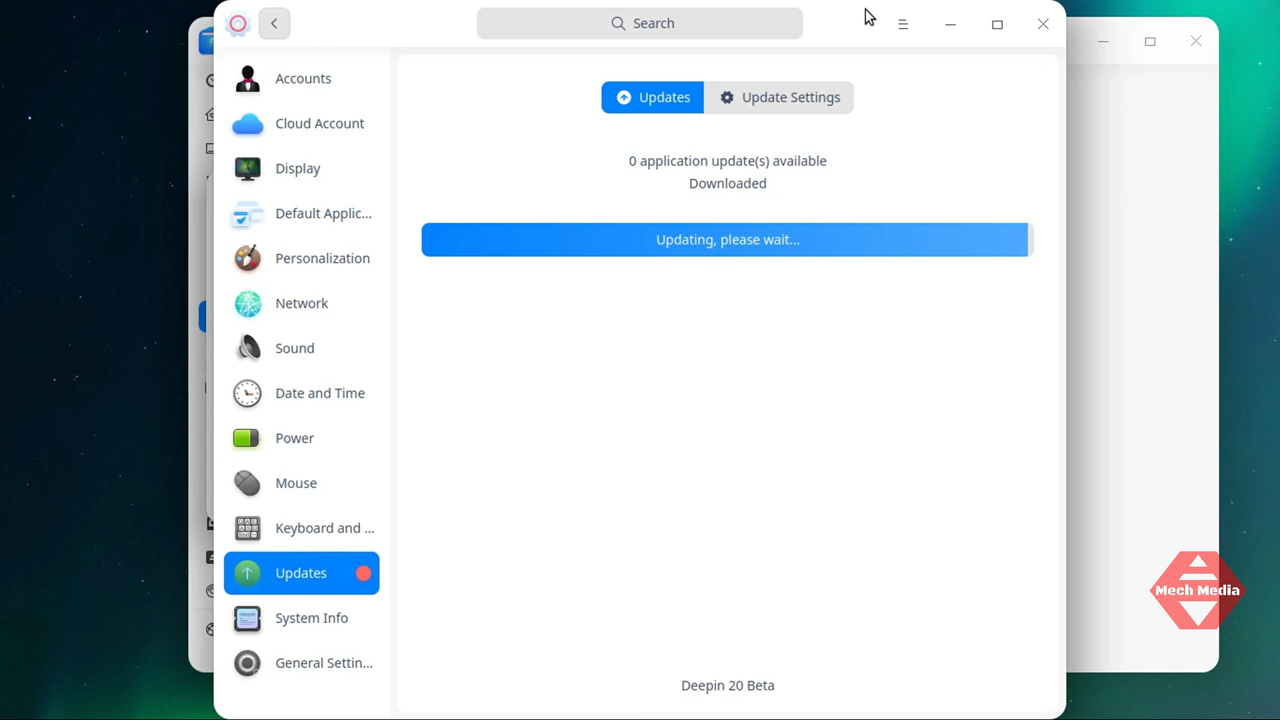 Search
Accounts
Cloud Account
Display
Default Applic...
Personalization
Network
Sound
Date and Time
Power
Mouse
Keyboard and ...
Updates
System Info
General Settin...
Updates
Update Settings
0 application update(s) available
Downloaded
Updating, please wait...
Deepin 20 Beta
Mech Media